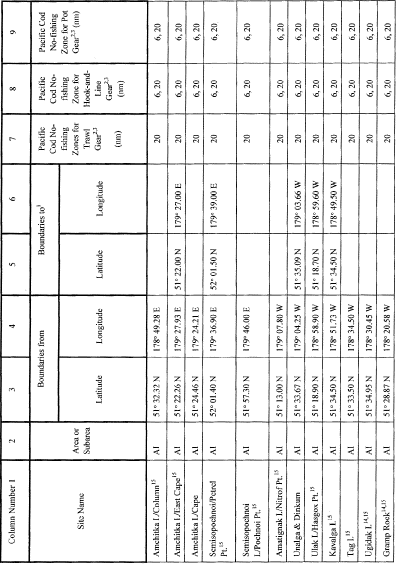 Column Number 1 2 3 4 5 6 7 8 9
Site Name
Area or
Subarea
Boundaries from
Boundaries to¹
Latitude Longitude Latitude Longitude
Pacific
Cod No-
fishing
Zones for
Trawl
Gear²,³
(nm)
Pacific
Cod No-
fishing
Zone for
Hook-and-
Line
Gear²,³
(nm)
Pacific Cod
No-fishing
Zone for Pot
Gear²,³ (nm)
Amchitka I./Column¹⁵ AI 51° 32.32 N 178° 49.28 E 20 6, 20 6, 20
Amchitka I./East Cape¹⁵ AI 51° 22.26 N 179° 27.93 E 51° 22.00 N 179° 27.00 E 20 6, 20 6, 20
Amchitka I./Cape AI 51° 24.46 N 179° 24.21 E 20 6, 20 6, 20
Semisopochnoi/Petrel
Pt.¹⁵ AI 52° 01.40 N 179° 36.90 E 52° 01.50 N 179° 39.00 E 20 6, 20 6, 20
Semisopochnoi
I./Pochnoi Pt.¹⁵ AI 51° 57.30 N 179° 46.00 E 20 6, 20 6, 20
Amatignak I./Nitrof Pt.¹⁵ AI 51° 13.00 N 179° 07.80 W 20 6, 20 6, 20
Unalga & Dinkum AI 51° 33.67 N 179° 04.25 W 51° 35.09 N 179° 03.66 W 20 6, 20 6, 20
Ulak I./Hasgox Pt.¹⁵ AI 51° 18.90 N 178° 58.90 W 51° 18.70 N 178° 59.60 W 20 6, 20 6, 20
Kavalga I.¹⁵ AI 51° 34.50 N 178° 51.73 W 51° 34.50 N 178° 49.50 W 20 6, 20 6, 20
Tag I.¹⁵ AI 51° 33.50 N 178° 34.50 W 20 6, 20 6, 20
Ugidak I.¹⁴,¹⁵ AI 51° 34.95 N 178° 30.45 W 20 6, 20 6, 20
Gramp Rock¹⁴,¹⁵ AI 51° 28.87 N 178° 20.58 W 20 6, 20 6, 20